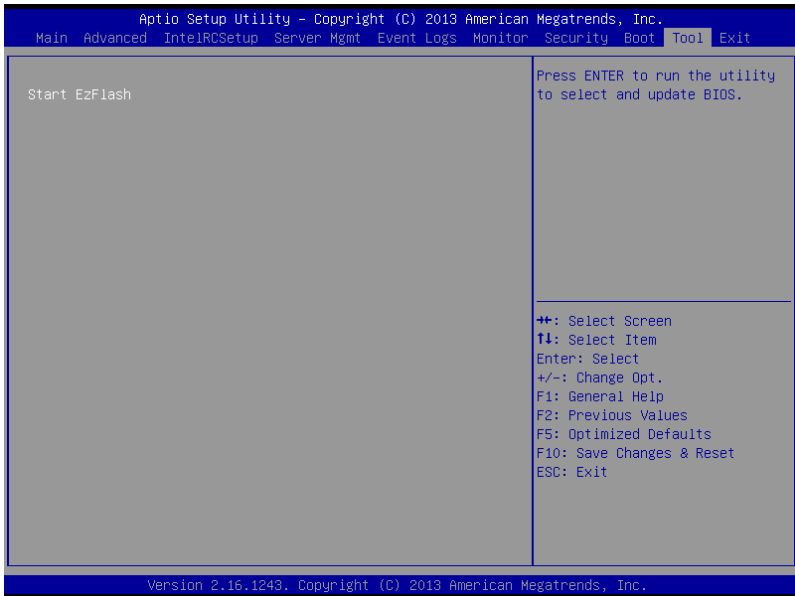 Aptio Setup Utility – Copyright (C) 2013 American Megatrends, Inc.
Main Advanced IntelRCSetup Server Mgmt Event Logs Monitor Security Boot Tool Exit
Start EzFlash
Press ENTER to run the utility
to select and update BIOS.
→←: Select Screen
↑↓: Select Item
Enter: Select
+/-: Change Opt.
F1: General Help
F2: Previous Values
F5: Optimized Defaults
F10: Save Changes & Reset
ESC: Exit
Version 2.16.1243. Copyright (C) 2013 American Megatrends, Inc.